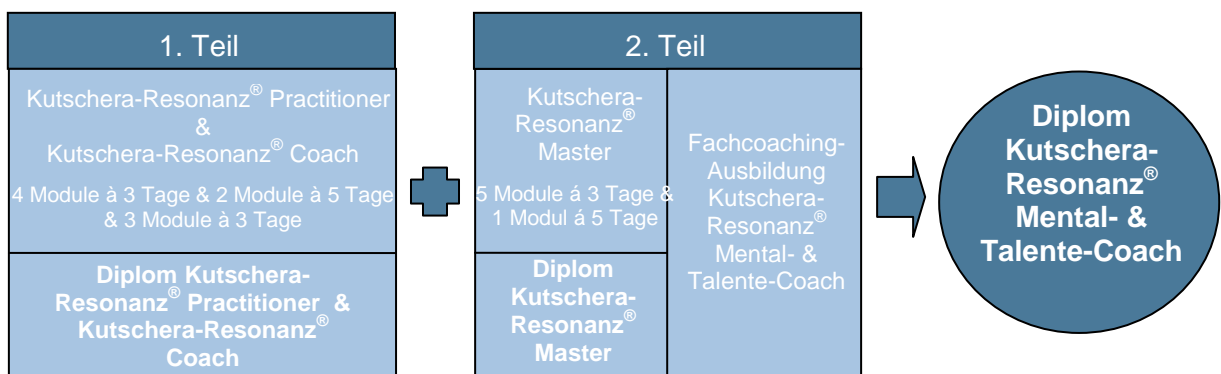 1. Teil
Kutschera-Resonanz® Practitioner
&
Kutschera-Resonanz® Coach
4 Module à 3 Tage & 2 Module à 5 Tage
& 3 Module à 3 Tage
Diplom Kutschera-
Resonanz® Practitioner &
Kutschera-Resonanz®
Coach
2. Teil
Kutschera-
Resonanz®
Master
5 Module á 3 Tage &
1 Modul á 5 Tage
Diplom
Kutschera-
Resonanz®
Master
Fachcoaching-
Ausbildung
Kutschera-
Resonanz®
Mental- &
Talente-Coach
Diplom
Kutschera-
Resonanz®
Mental- &
Talente-Coach